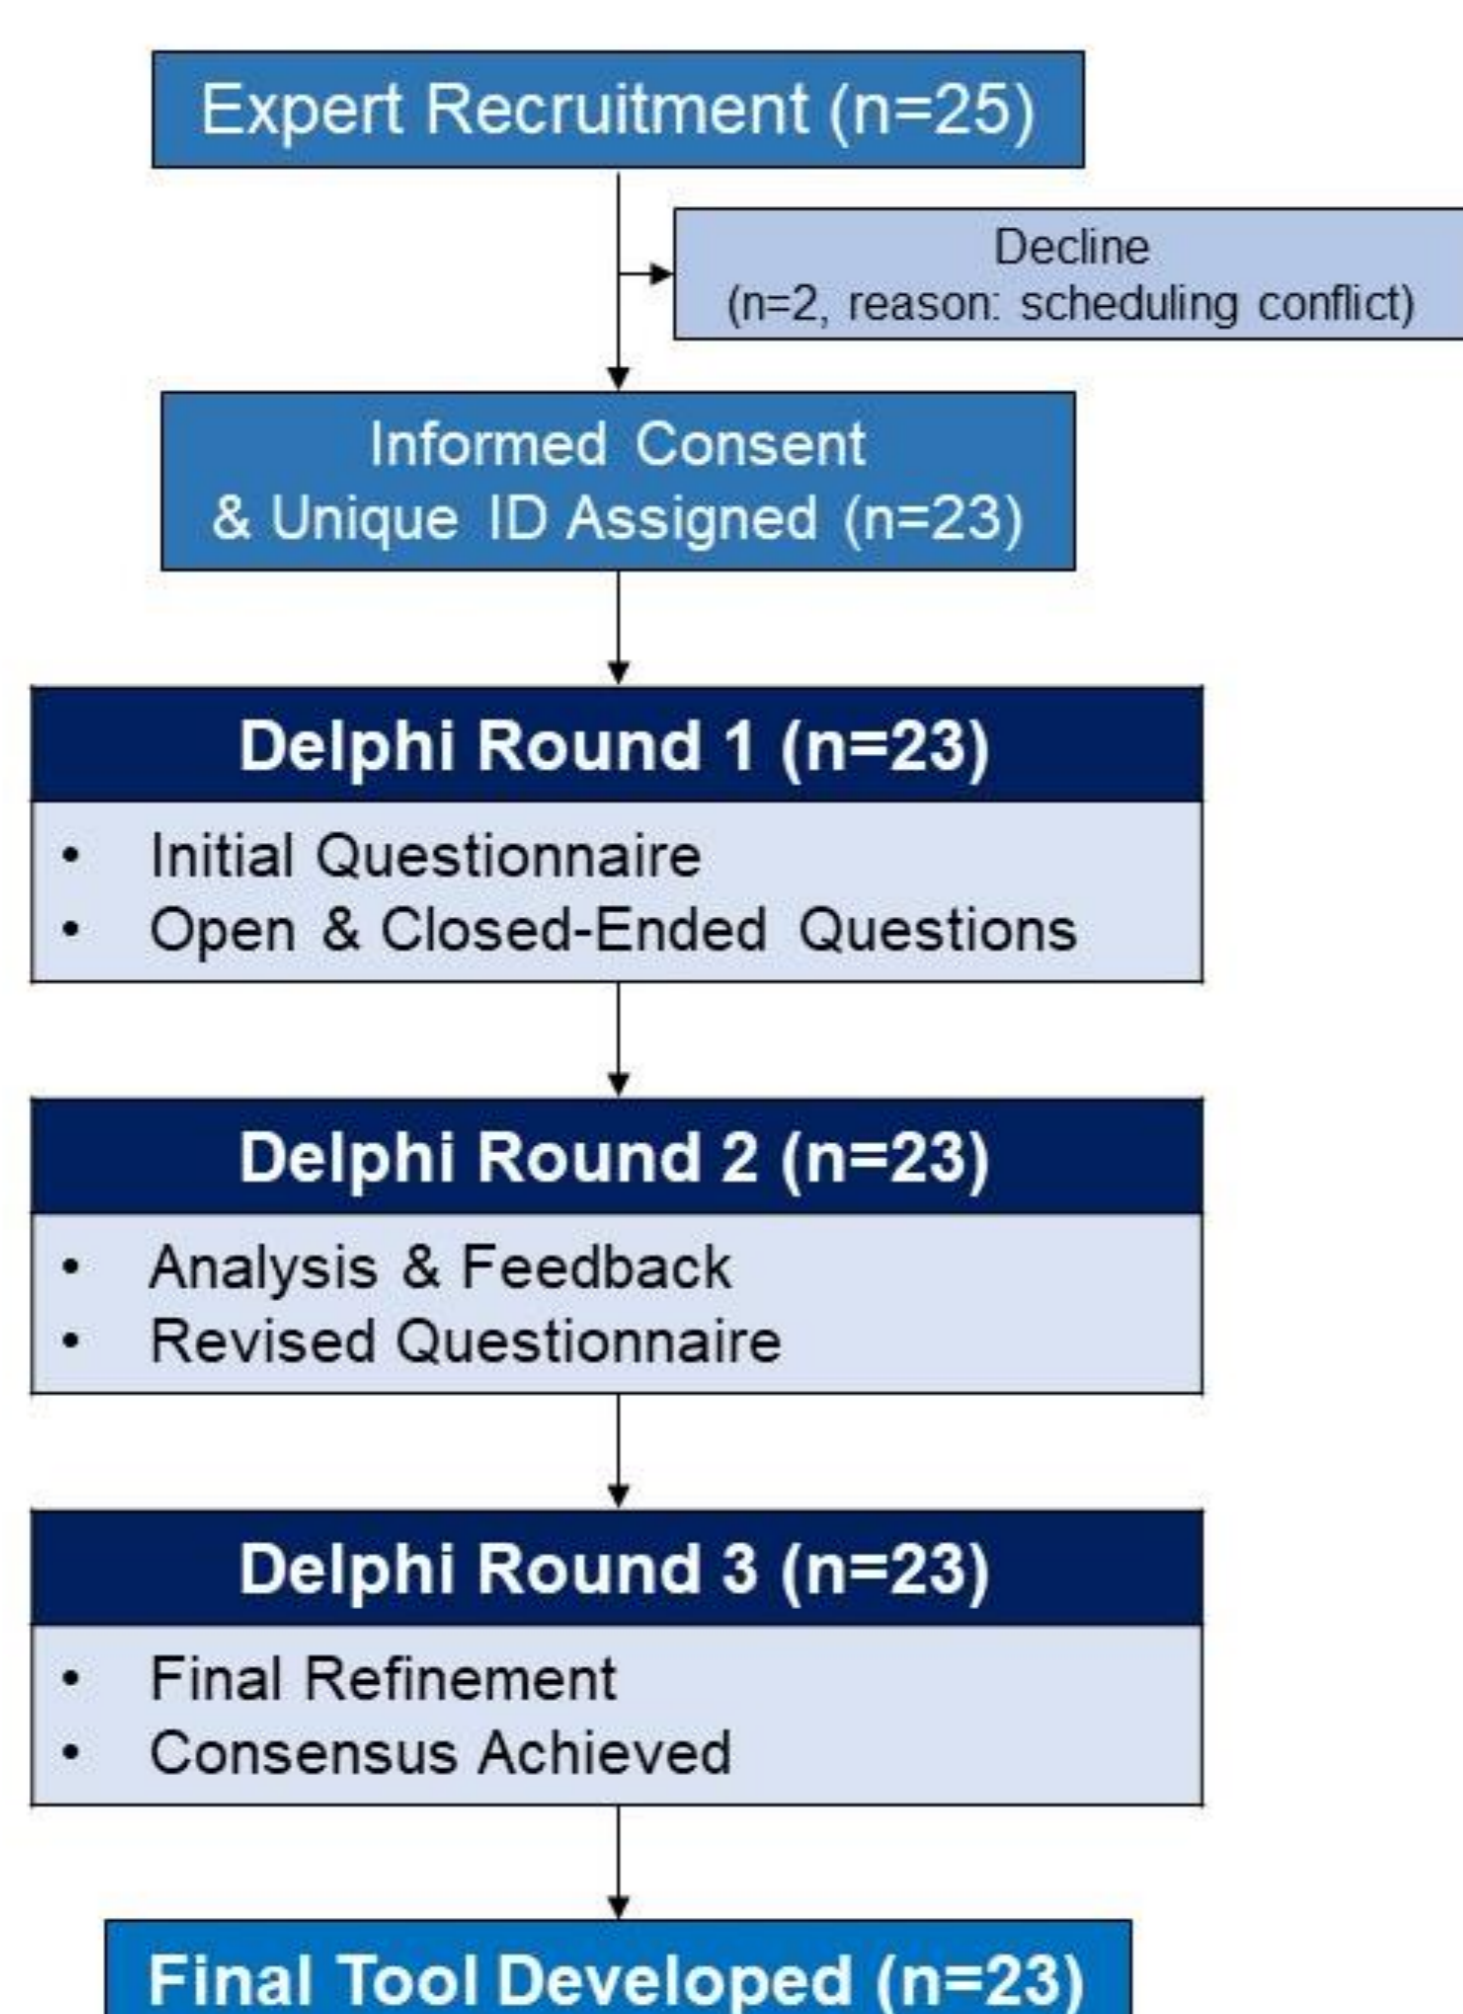 Expert Recruitment (n=25)
Decline
(n=2, reason: scheduling conflict)
Informed Consent
& Unique ID Assigned (n=23)
Delphi Round 1 (n=23)
• Initial Questionnaire
• Open & Closed-Ended Questions
Delphi Round 2 (n=23)
• Analysis & Feedback
• Revised Questionnaire
Delphi Round 3 (n=23)
• Final Refinement
• Consensus Achieved
Final Tool Developed (n=23)